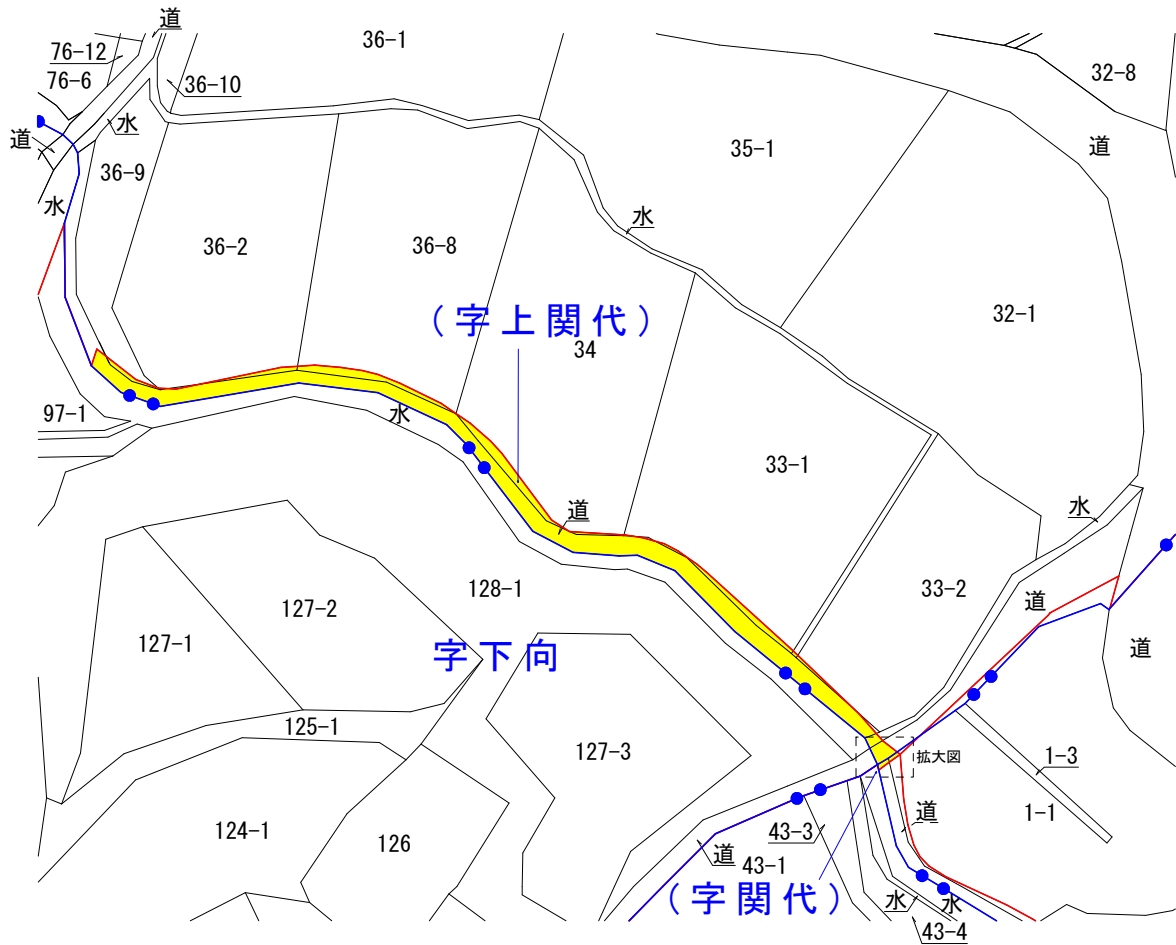 道
76-12
36-1
76-6
36-10
32-8
水
道
道
35-1
36-9
水
水
36-2
36-8
32-1
(字上関代)
34
97-1
水
33-1
水
道
128-1
33-2
127-2
道
127-1
字下向
道
125-1
127-3
拡大図
1-3
124-1
126
43-3
道
1-1
道
43-1
(字関代)
水
水
43-4